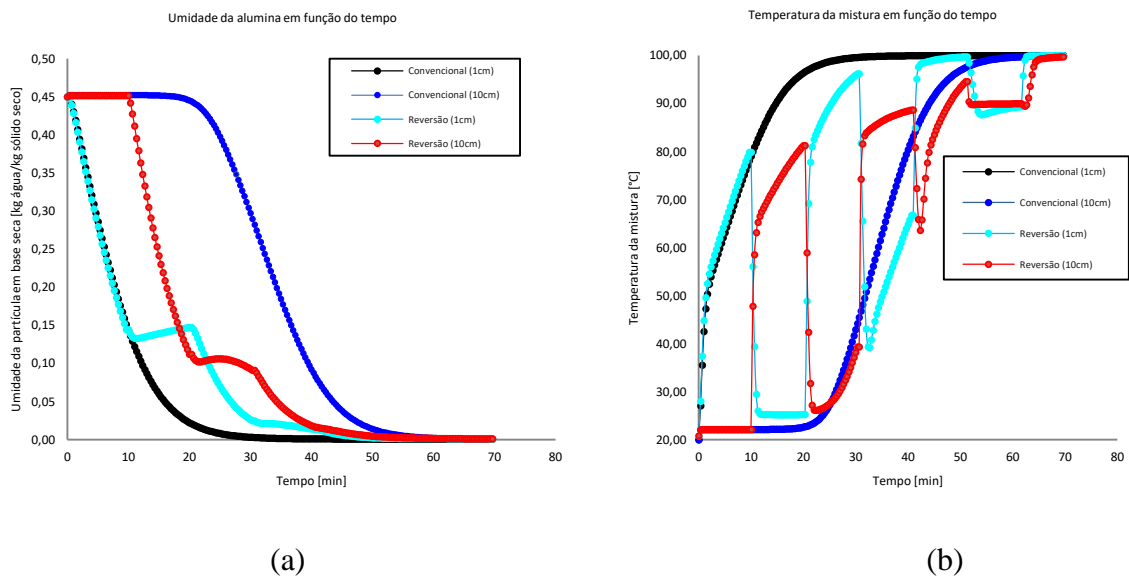 Umidade da alumina em função do tempo
Umidade da partícula em base seca [kg água/kg sólido seco]
0,50
0,45
0,40
0,35
0,30
0,25
0,20
0,15
0,10
0,05
0,00
0 10 20 30 40 50 60 70 80
Tempo [min]
Convencional (1cm)
Convencional (10cm)
Reversão (1cm)
Reversão (10cm)
(a)
Temperatura da mistura em função do tempo
Temperatura da mistura [°C]
100,00
90,00
80,00
70,00
60,00
50,00
40,00
30,00
20,00
0 10 20 30 40 50 60 70 80
Tempo [min]
Convencional (1cm)
Convencional (10cm)
Reversão (1cm)
Reversão (10cm)
(b)